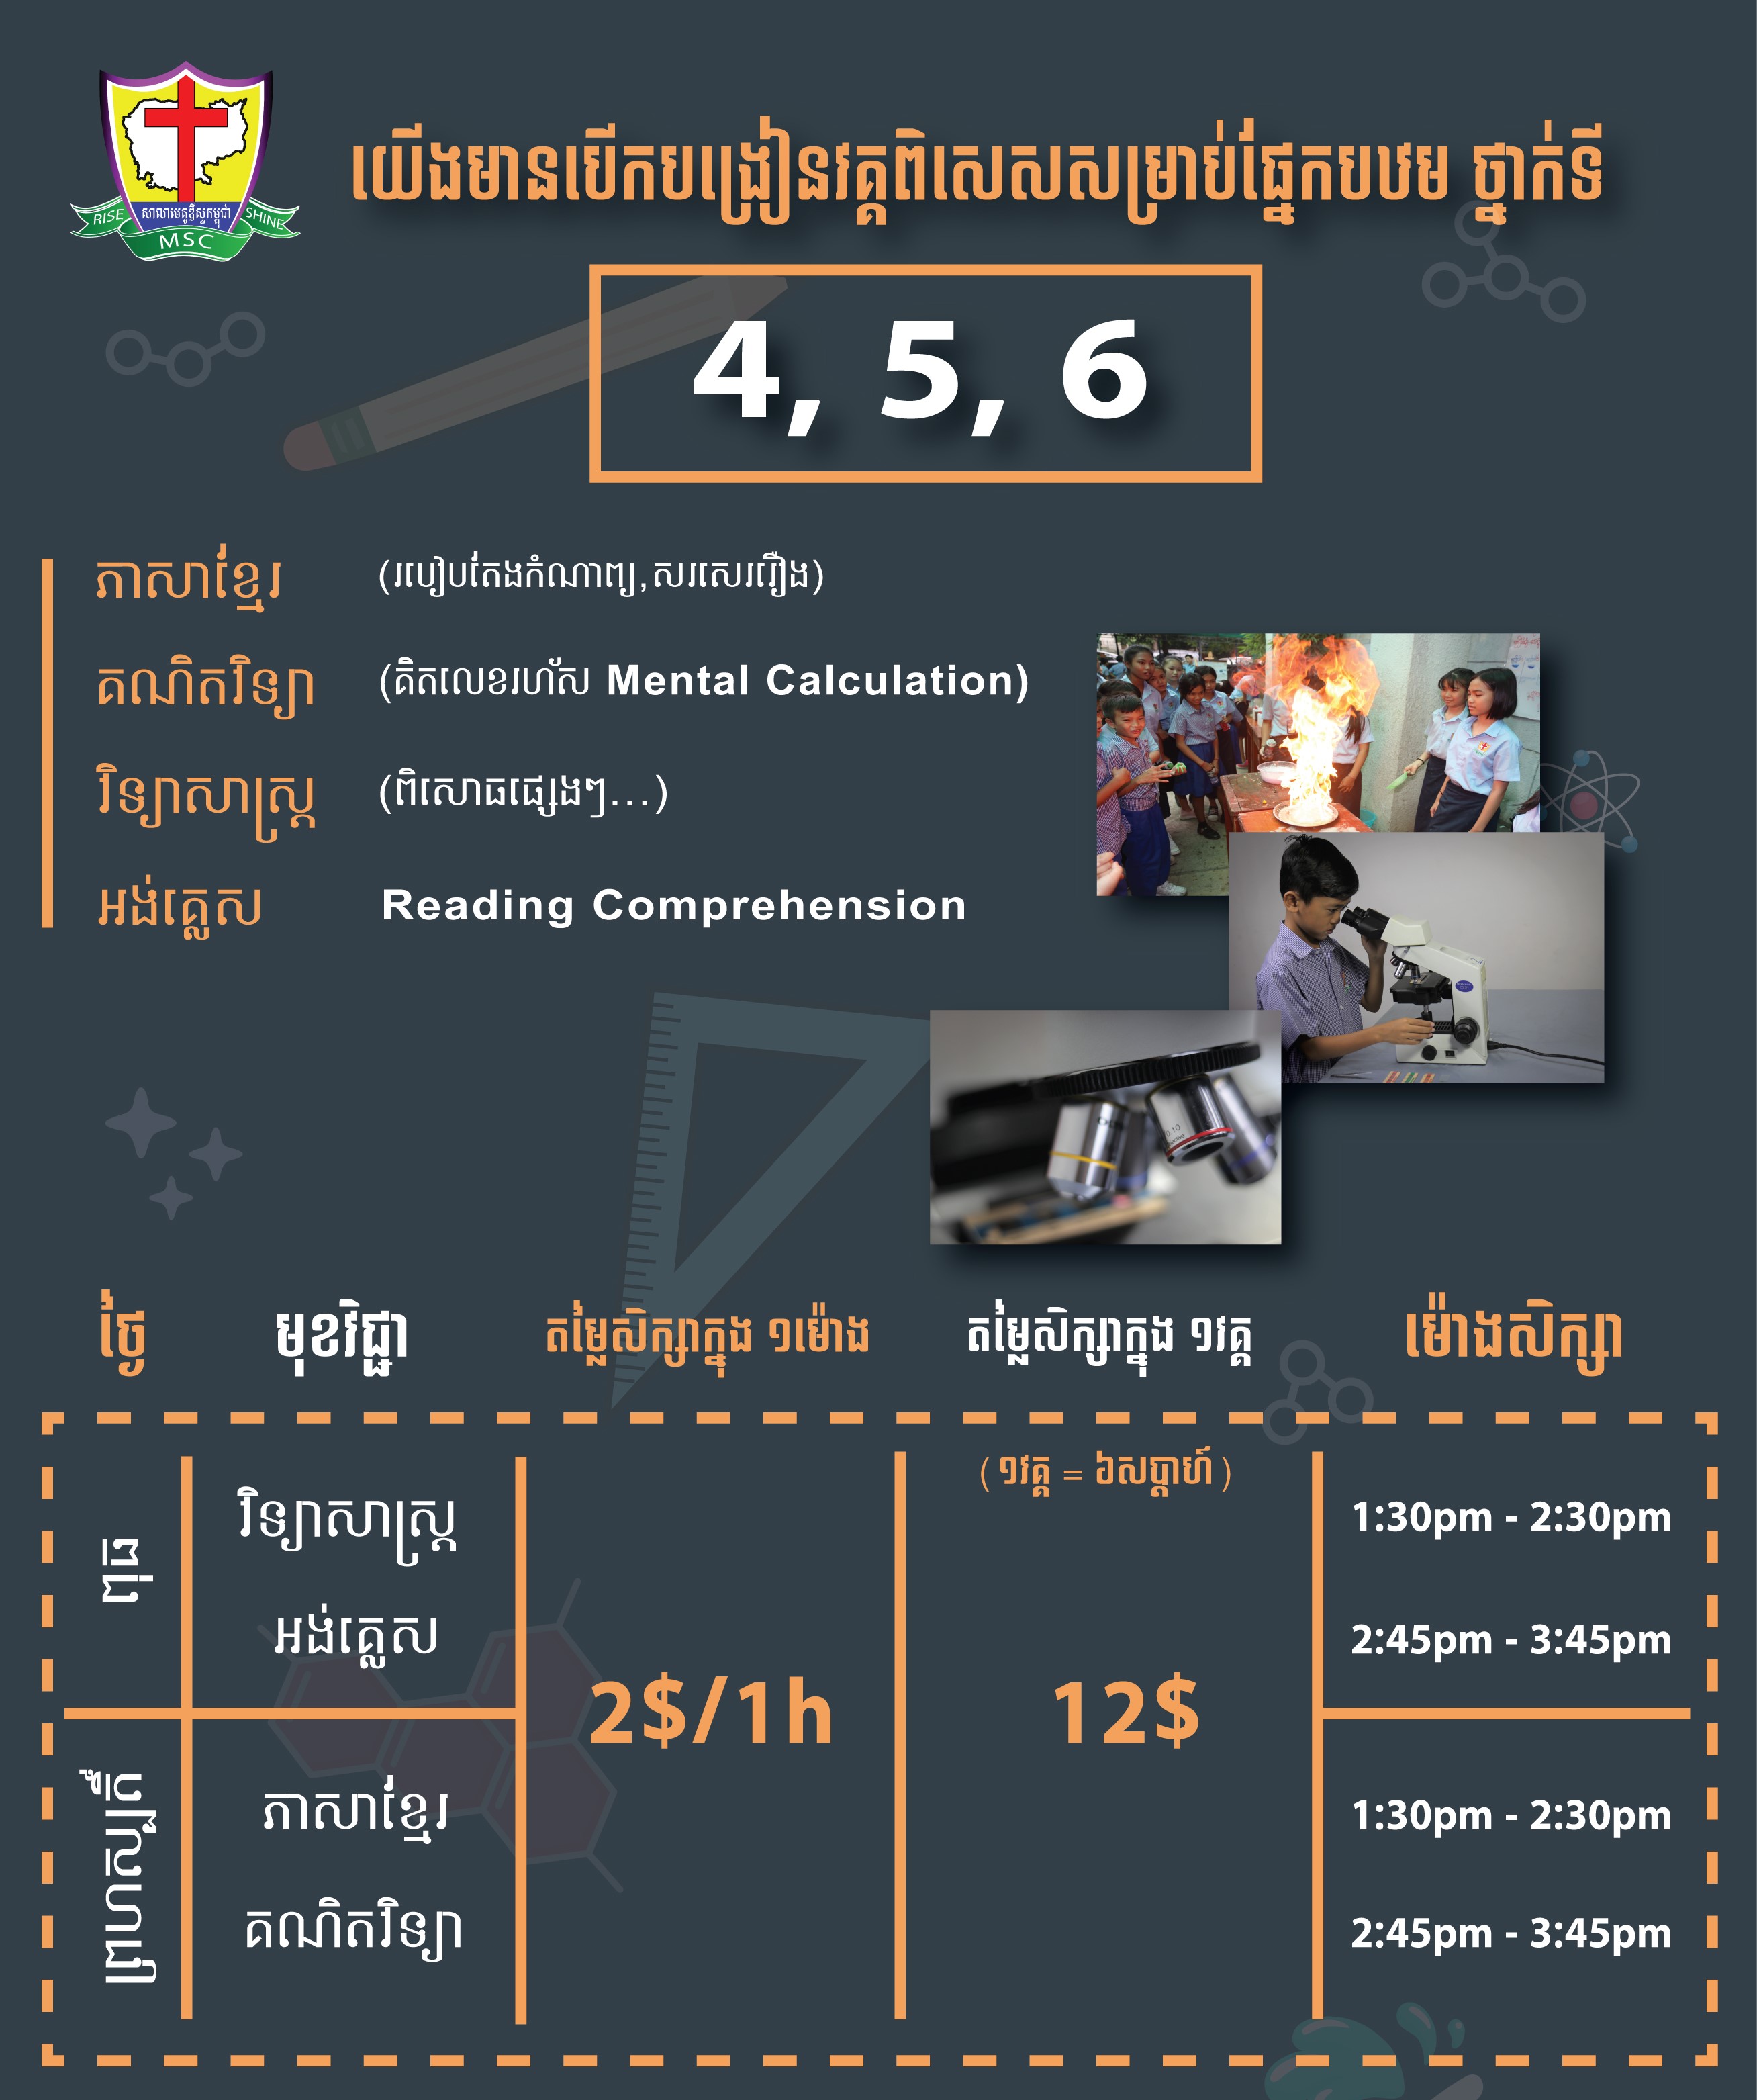 យើងមានបើកបង្រៀនវគ្គពិសេសសម្រាប់ផ្នែកបឋម ថ្នាក់ទី
RISE សាលាមេតូឌីស្ទកម្ពុជា SHINE
MSC
4, 5, 6
ភាសាខ្មែរ (របៀបតែងកំណាព្យ,សរសេររឿង)
គណិតវិទ្យា (គិតលេខរហ័ស Mental Calculation)
វិទ្យាសាស្ត្រ (ពិសោធផ្សេងៗ...)
អង់គ្លេស Reading Comprehension
ថ្ងៃ មុខវិជ្ជា តម្លៃសិក្សាក្នុង ១ម៉ោង តម្លៃសិក្សាក្នុង ១វគ្គ ម៉ោងសិក្សា
(១វគ្គ = ៦សប្តាហ៍)
ពុធ
វិទ្យាសាស្ត្រ 1:30pm - 2:30pm
អង់គ្លេស 2:45pm - 3:45pm
2$/1h 12$
ព្រហស្បតិ៍
ភាសាខ្មែរ 1:30pm - 2:30pm
គណិតវិទ្យា 2:45pm - 3:45pm